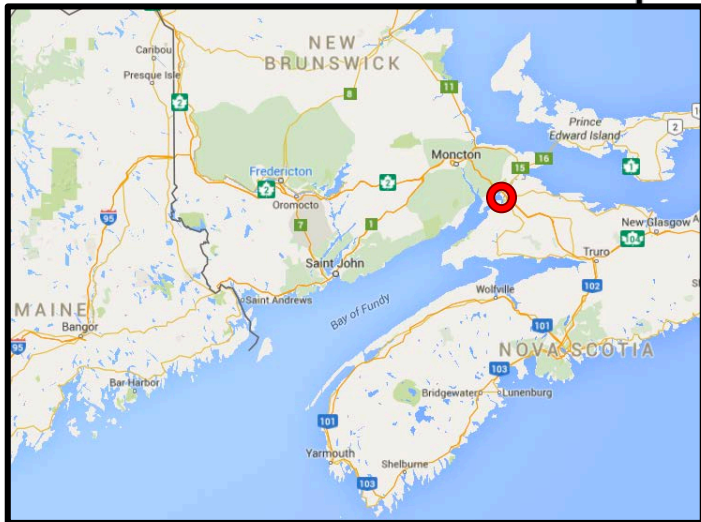 NEW
BRUNSWICK
Caribou
Presque Isle
2
8
11
Prince
Edward Island
2
1
16
15
Moncton
Fredericton
2
2
Oromocto
7
1
New Glasgow
104
Truro
95
Saint John
102
Wolfville
Saint Andrews
Bay of Fundy
MAINE
Bangor
95
101
NOVA SCOTIA
103
Bar Harbor
Bridgewater
Lunenburg
101
Yarmouth
Shelburne
103